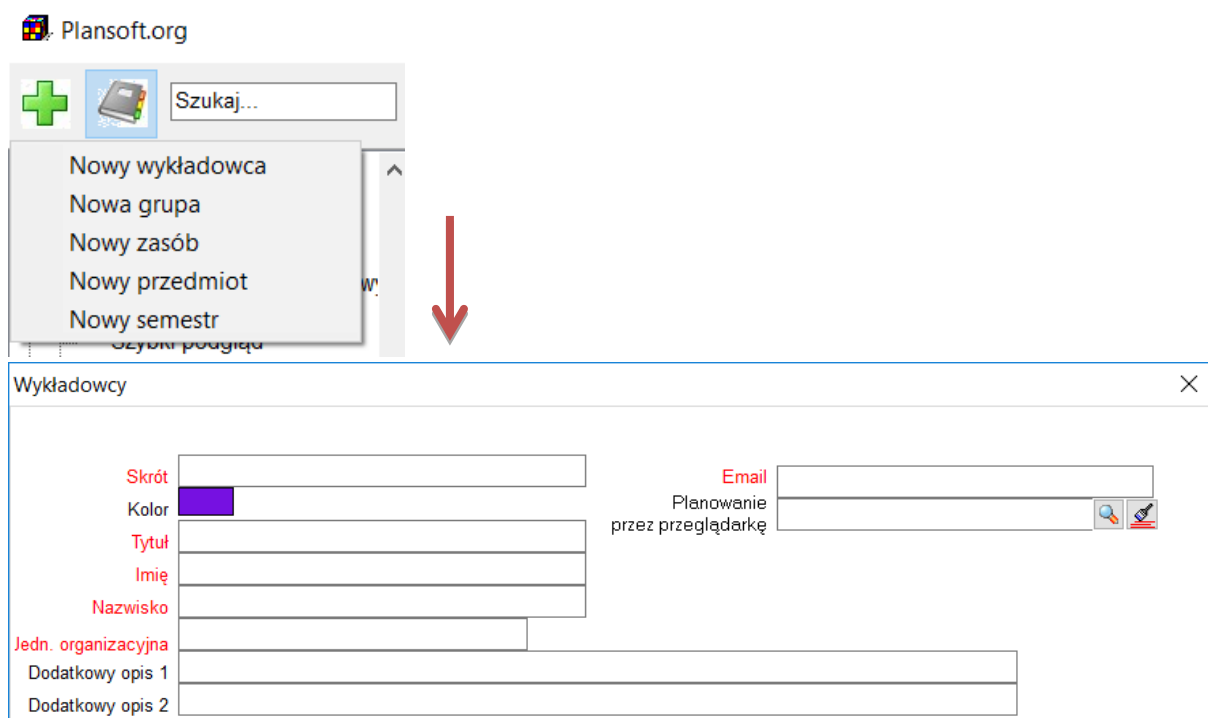 Plansoft.org
Szukaj...
Nowy wykładowca
Nowa grupa
Nowy zasób
Nowy przedmiot
Nowy semestr
Szybki podgląd
Wykładowcy
Skrót
Email
Kolor
Planowanie
przez przeglądarkę
Tytuł
Imię
Nazwisko
Jedn. organizacyjna
Dodatkowy opis 1
Dodatkowy opis 2